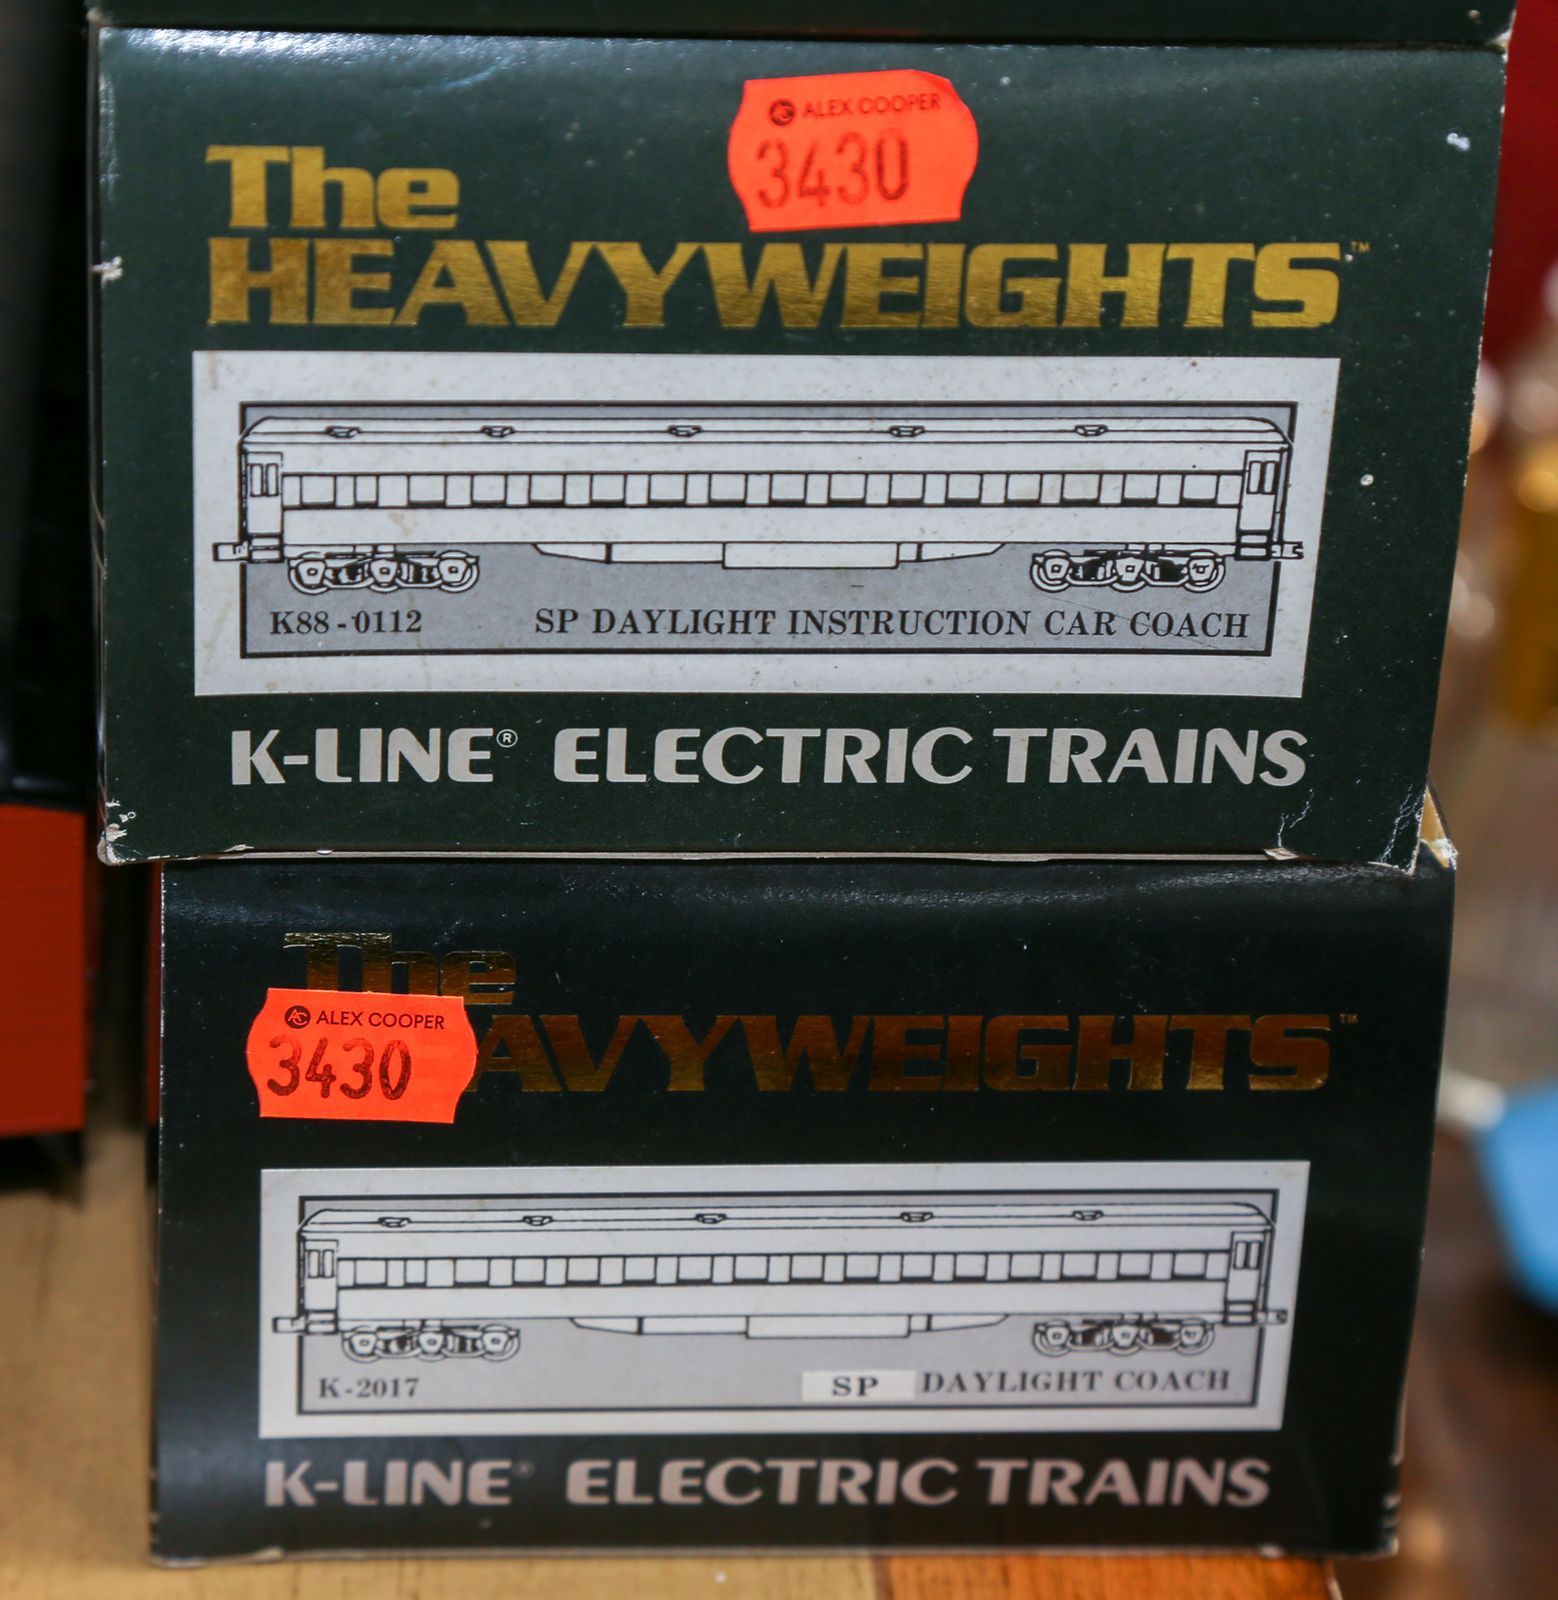 ALEX COOPER
3430
The
HEAVYWEIGHTS™
K88-0112 SP DAYLIGHT INSTRUCTION CAR COACH
K-LINE® ELECTRIC TRAINS
The
ALEX COOPER
3430
AVYWEIGHTS™
K-2017 SP DAYLIGHT COACH
K-LINE® ELECTRIC TRAINS